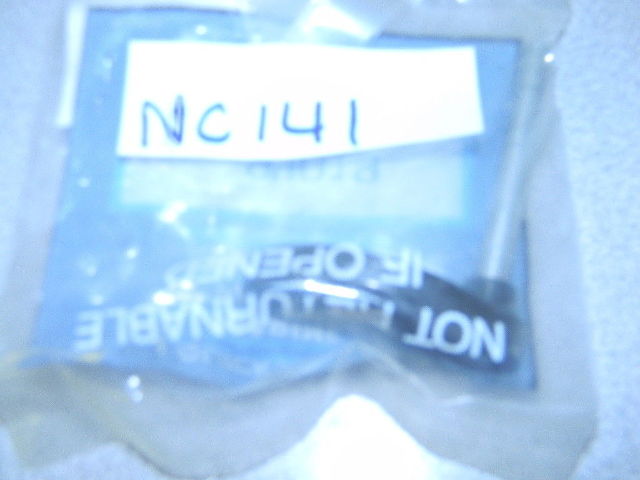 NC141
NOT RETURNABLE
IF OPENED